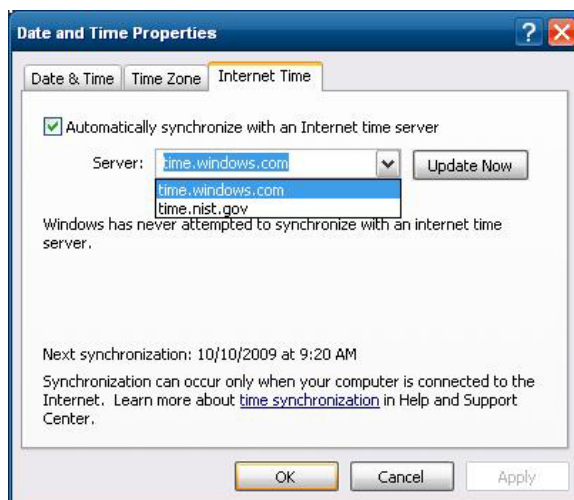 Date and Time Properties
Date & Time
Time Zone
Internet Time
Automatically synchronize with an Internet time server
Server:
time.windows.com
Update Now
time.windows.com
time.nist.gov
Windows has never attempted to synchronize with an internet time
server.
Next synchronization: 10/10/2009 at 9:20 AM
Synchronization can occur only when your computer is connected to the
Internet. Learn more about time synchronization in Help and Support
Center.
OK
Cancel
Apply